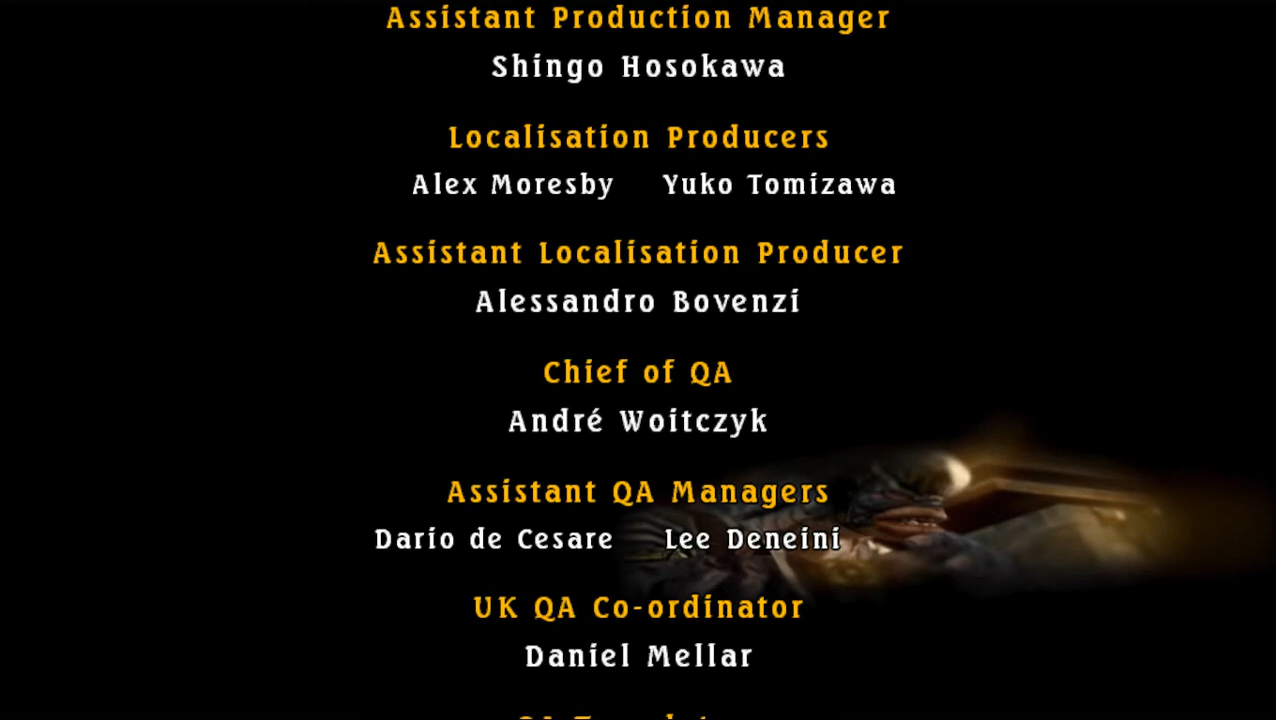 Assistant Production Manager
Shingo Hosokawa
Localisation Producers
Alex Moresby Yuko Tomizawa
Assistant Localisation Producer
Alessandro Bovenzi
Chief of QA
André Woitczyk
Assistant QA Managers
Dario de Cesare Lee Deneini
UK QA Co-ordinator
Daniel Mellar
QA